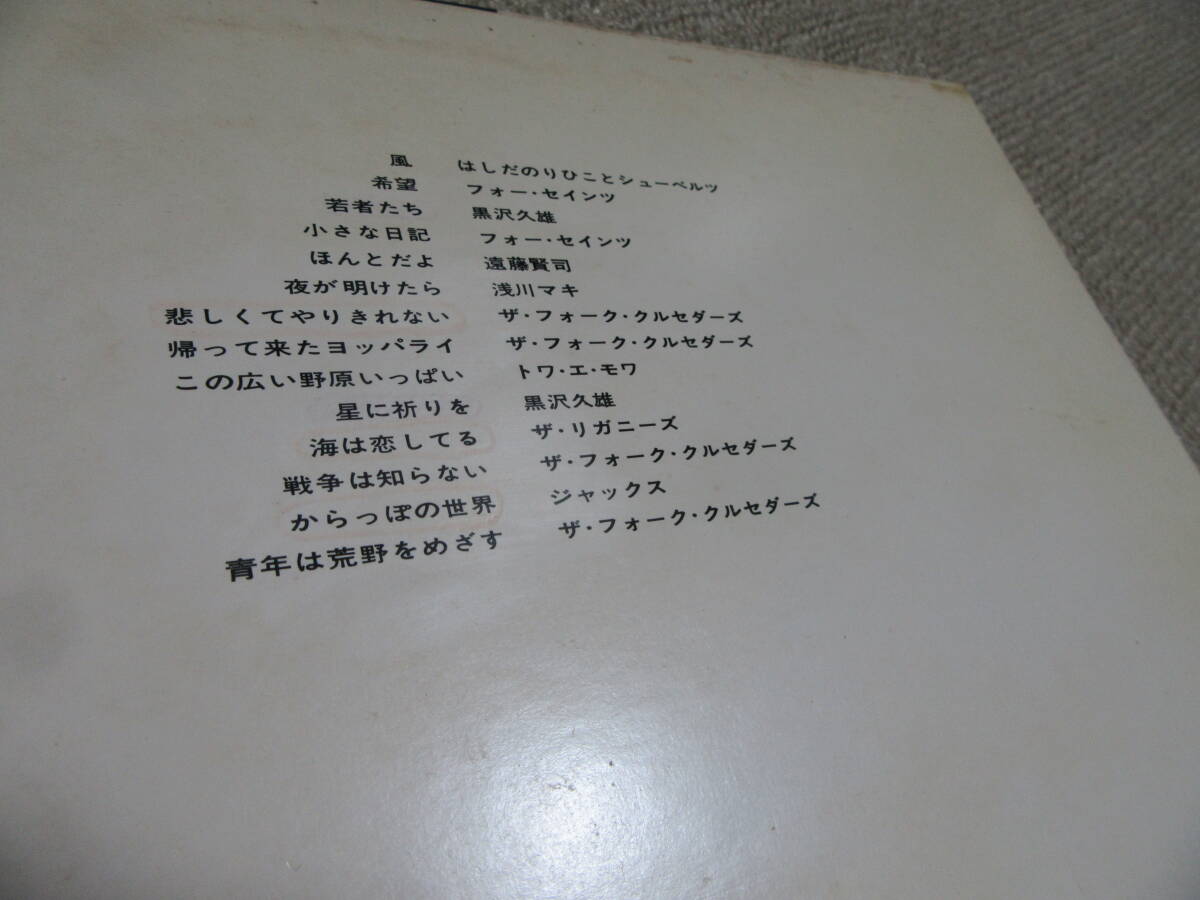 風 はしだのりひことシューベルツ
希望 フォー・セインツ
若者たち 黒沢久雄
小さな日記 フォー・セインツ
ほんとだよ 遠藤賢司
夜が明けたら 浅川マキ
悲しくてやりきれない ザ・フォーク・クルセダーズ
帰って来たヨッパライ ザ・フォーク・クルセダーズ
この広い野原いっぱい トワ・エ・モワ
星に祈りを 黒沢久雄
海は恋してる ザ・リガニーズ
戦争は知らない ザ・フォーク・クルセダーズ
からっぽの世界 ジャックス
青年は荒野をめざす ザ・フォーク・クルセダーズ